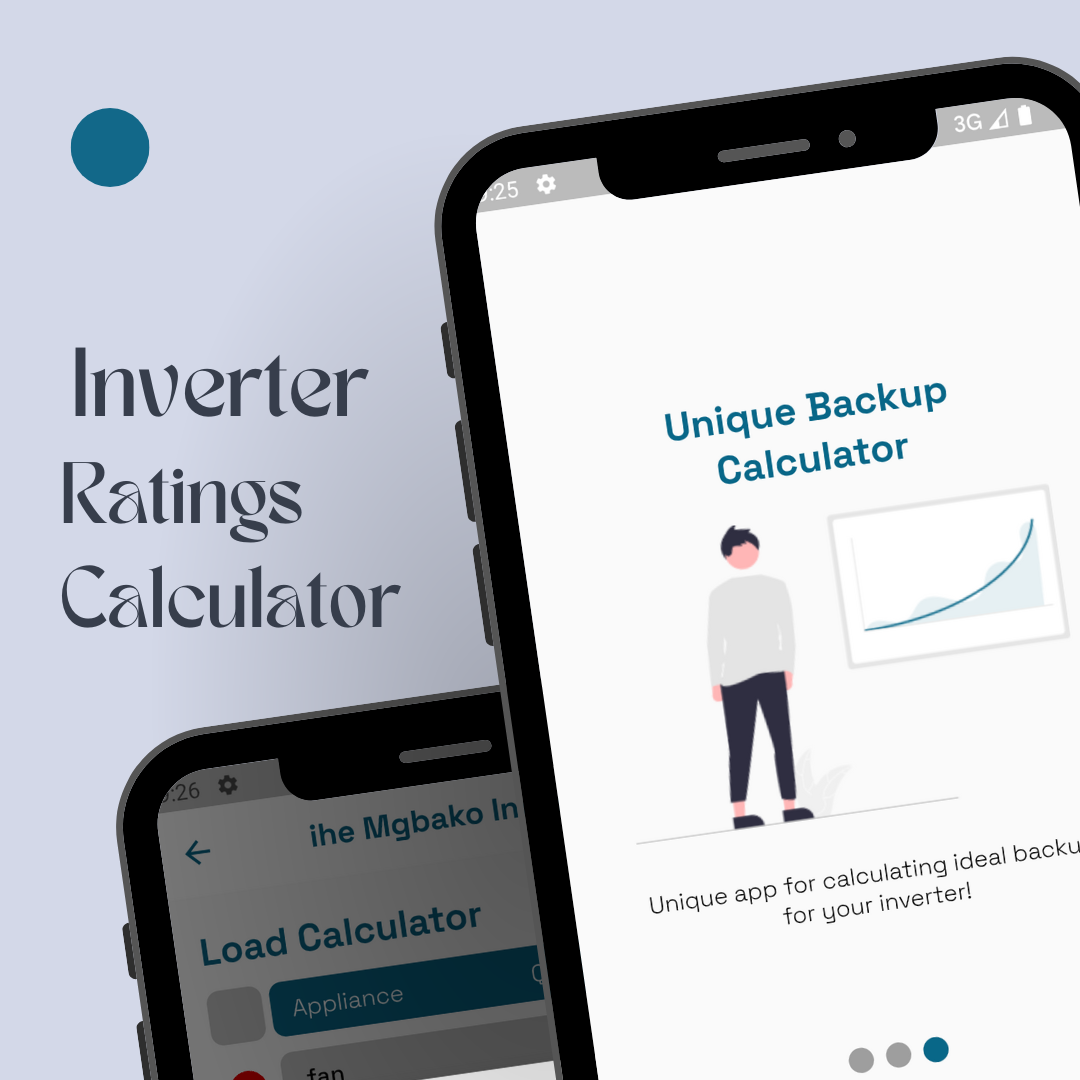 Inverter
Ratings
Calculator
:25
3G
Unique Backup
Calculator
Unique app for calculating ideal backu
for your inverter!
:26
ihe Mgbako In
Load Calculator
Appliance
fan